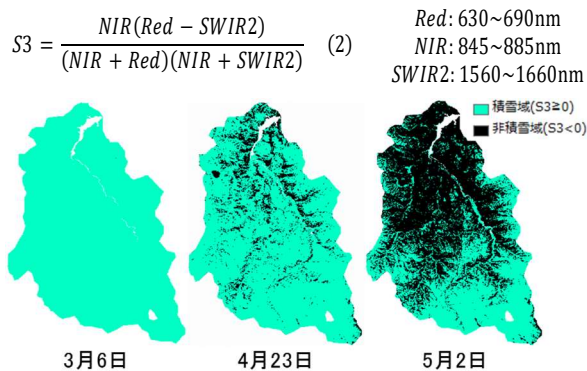 S3 = NIR(Red − SWIR2) / (NIR + Red)(NIR + SWIR2) (2)
Red: 630~690nm
NIR: 845~885nm
SWIR2: 1560~1660nm
積雪域(S3≧0)
非積雪域(S3<0)
3月6日
4月23日
5月2日